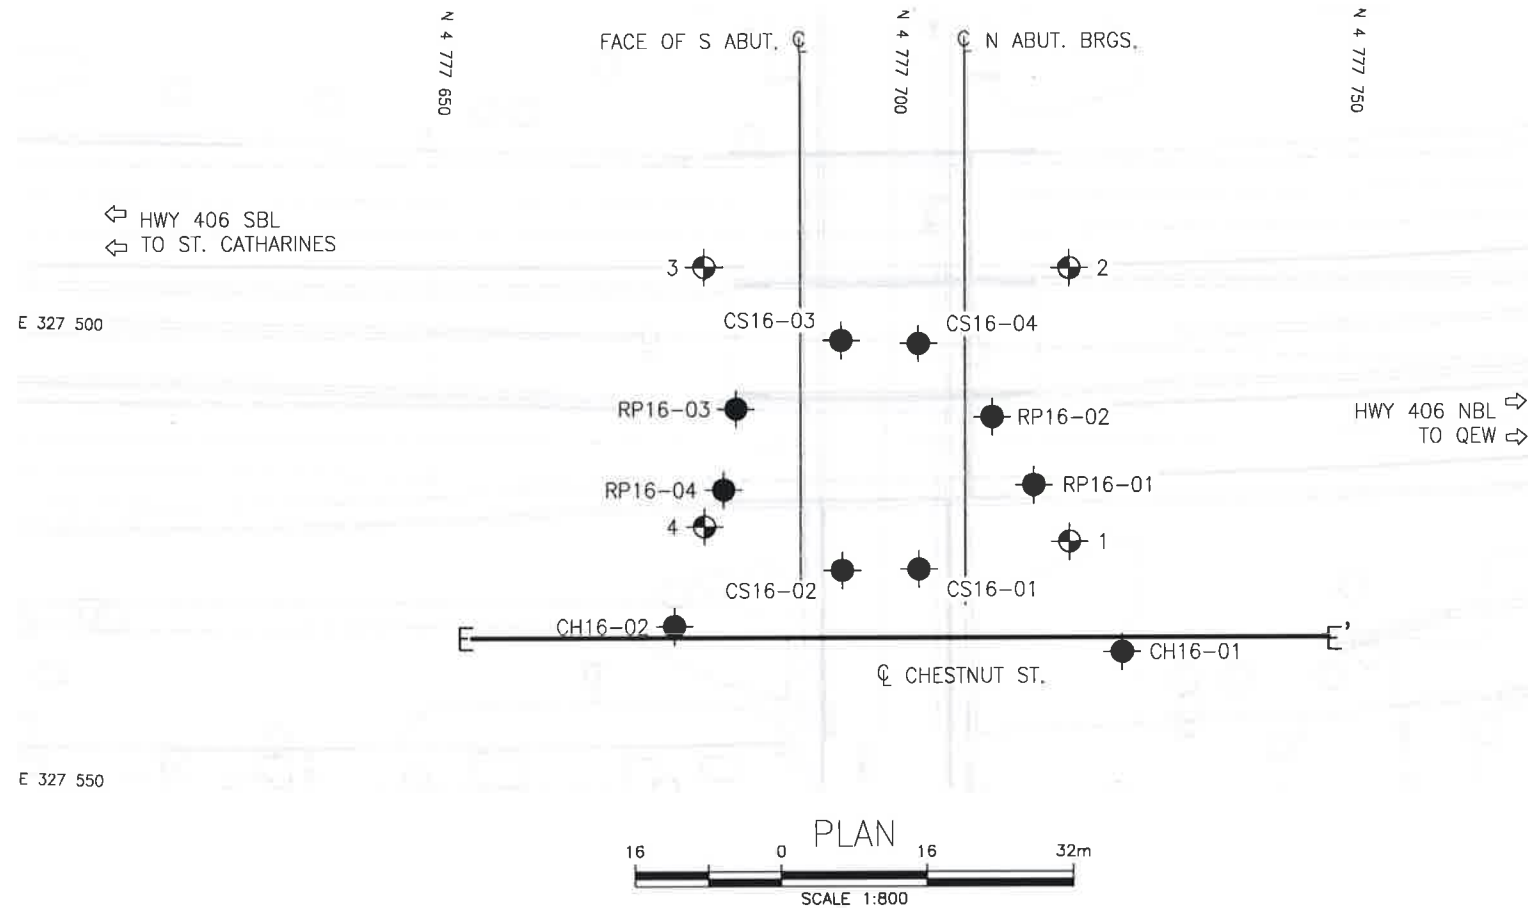 N 4 777 650
N 4 777 700
N 4 777 750
FACE OF S ABUT. ℄
℄ N ABUT. BRGS.
HWY 406 SBL
TO ST. CATHARINES
3
2
E 327 500
CS16-03
CS16-04
RP16-03
RP16-02
HWY 406 NBL
TO QEW
RP16-04
RP16-01
4
1
CS16-02
CS16-01
CH16-02
E
E'
CH16-01
℄ CHESTNUT ST.
E 327 550
PLAN
16 0 16 32m
SCALE 1:800